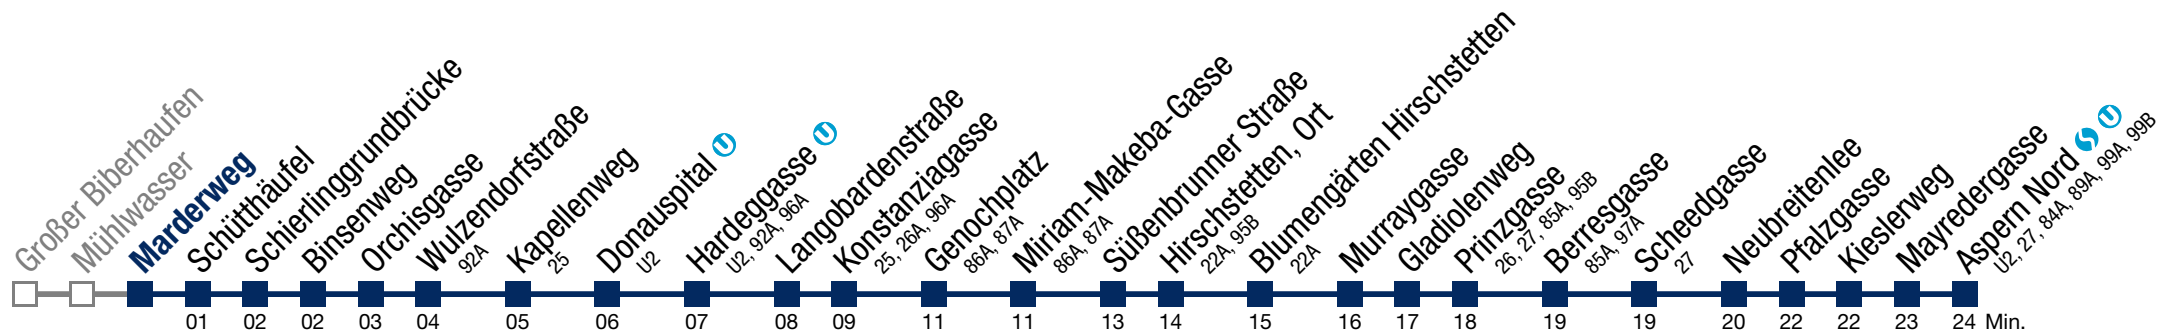 Großer Biberhaufen
Mühlwasser
Marderweg
Schütthäufel
Schierlinggrundbrücke
Binsenweg
Orchisgasse
Wulzendorfstraße
92A
Kapellenweg
25
Donauspital U
U2
Hardeggasse U
U2, 92A, 96A
Langobardenstraße
Konstanziagasse
25, 26A, 96A
Genochplatz
86A, 87A
Miriam-Makeba-Gasse
86A, 87A
Süßenbrunner Straße
Hirschstetten, Ort
22A, 95B
Blumengärten Hirschstetten
22A
Murraygasse
Gladiolenweg
Prinzgasse
26, 27, 85A, 95B
Berresgasse
85A, 97A
Scheedgasse
27
Neubreitenlee
Pfalzgasse
Kieslerweg
Mayredergasse
Aspern Nord S U
U2, 27, 84A, 89A, 99A, 99B
01 02 02 03 04 05 06 07 08 09 11 11 13 14 15 16 17 18 19 19 20 22 22 23 24 Min.